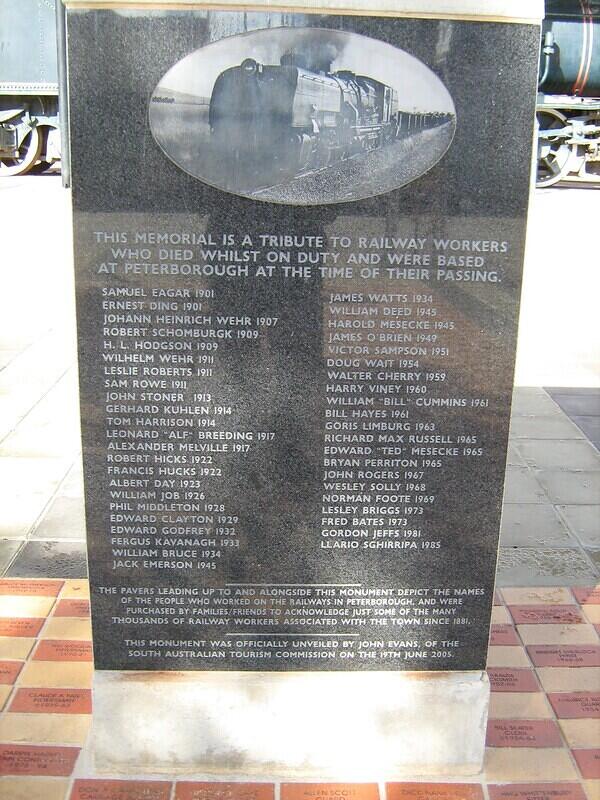 THIS MEMORIAL IS A TRIBUTE TO RAILWAY WORKERS
WHO DIED WHILST ON DUTY AND WERE BASED
AT PETERBOROUGH AT THE TIME OF THEIR PASSING.
SAMUEL EAGAR 1901
ERNEST DING 1901
JOHANN HEINRICH WEHR 1907
ROBERT SCHOMBURGK 1909
H. L. HODGSON 1909
WILHELM WEHR 1911
LESLIE ROBERTS 1911
SAM ROWE 1911
JOHN STONER 1913
GERHARD KUHLEN 1914
TOM HARRISON 1914
LEONARD "ALF" BREEDING 1917
ALEXANDER MELVILLE 1917
ROBERT HICKS 1922
FRANCIS HUCKS 1922
ALBERT DAY 1923
WILLIAM JOB 1926
PHIL MIDDLETON 1928
EDWARD CLAYTON 1929
EDWARD GODFREY 1932
FERGUS KAVANAGH 1933
WILLIAM BRUCE 1934
JACK EMERSON 1945
JAMES WATTS 1934
WILLIAM DEED 1945
HAROLD MESECKE 1945
JAMES O'BRIEN 1949
VICTOR SAMPSON 1951
DOUG WAIT 1954
WALTER CHERRY 1959
HARRY VINEY 1960
WILLIAM "BILL" CUMMINS 1961
BILL HAYES 1961
GORIS LIMBURG 1963
RICHARD MAX RUSSELL 1965
EDWARD "TED" MESECKE 1965
BRYAN PERRITON 1965
JOHN ROGERS 1967
WESLEY SOLLY 1968
NORMAN FOOTE 1969
LESLEY BRIGGS 1973
FRED BATES 1973
GORDON JEFFS 1981
LLARIO SGHIRRIPA 1985
THE PAVERS LEADING UP TO AND ALONGSIDE THIS MONUMENT DEPICT THE NAMES
OF THE PEOPLE WHO WORKED ON THE RAILWAYS IN PETERBOROUGH, AND WERE
PURCHASED BY FAMILIES/FRIENDS TO ACKNOWLEDGE JUST SOME OF THE MANY
THOUSANDS OF RAILWAY WORKERS ASSOCIATED WITH THE TOWN SINCE 1881.
THIS MONUMENT WAS OFFICIALLY UNVEILED BY JOHN EVANS, OF THE
SOUTH AUSTRALIAN TOURISM COMMISSION ON THE 19TH JUNE 2005.
ALLEN SCOTT
GUARD